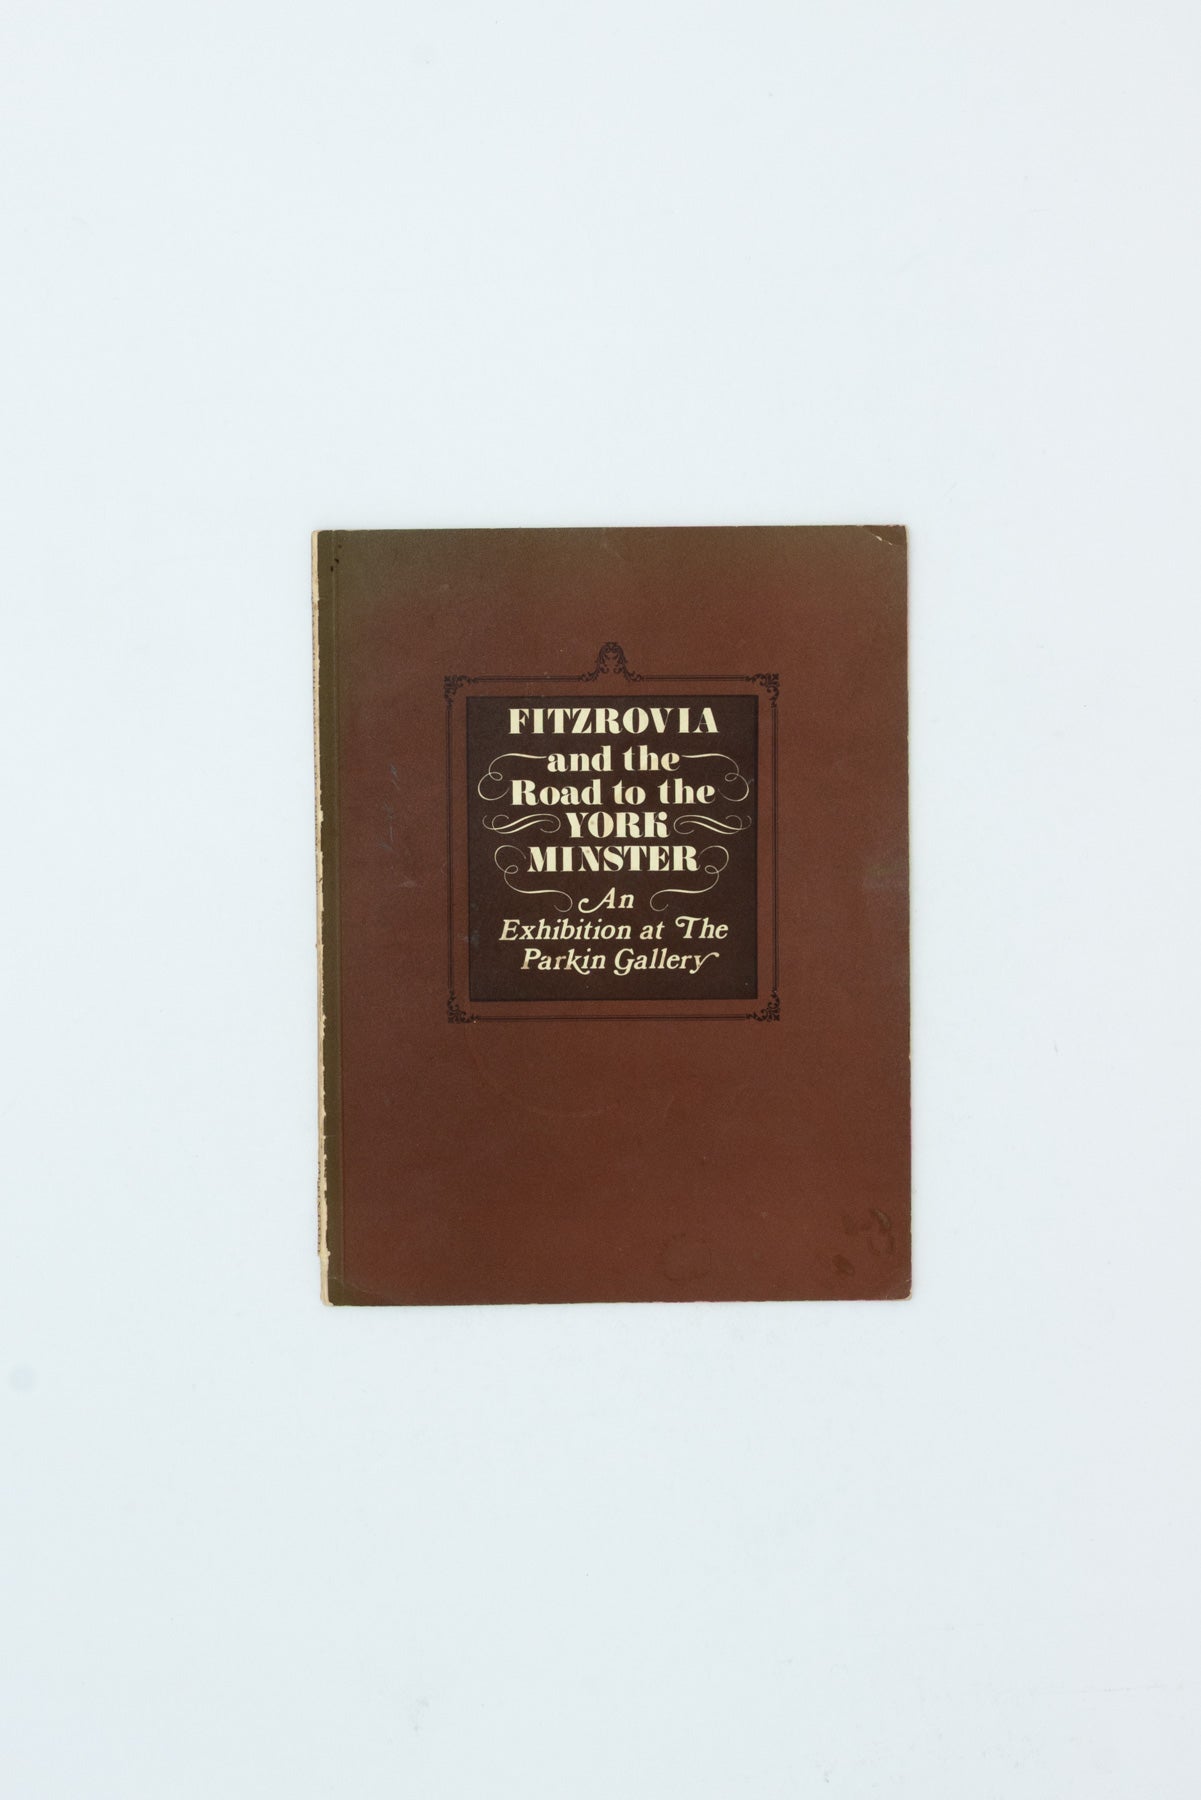 FITZROVIA
and the
Road to the
YORK
MINSTER
An
Exhibition at The
Parkin Gallery